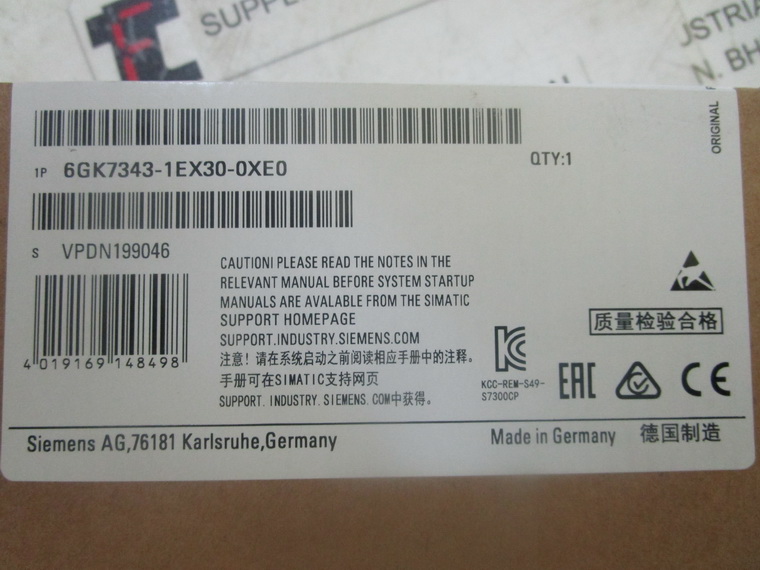 SUPPL
USTRIA
N. BH
ORIGINAL
1P 6GK7343-1EX30-0XE0
QTY:1
S VPDN199046
CAUTION! PLEASE READ THE NOTES IN THE
RELEVANT MANUAL BEFORE SYSTEM STARTUP
MANUALS ARE AVALABLE FROM THE SIMATIC
SUPPORT HOMEPAGE
SUPPORT.INDUSTRY.SIEMENS.COM
注意！请在系统启动之前阅读相应手册中的注释。
手册可在SIMATIC支持网页
SUPPORT. INDUSTRY. SIEMENS. COM中获得。
4 019169 148498
质量检验合格
KCC-REM-S49-
S7300CP
EAC
CE
Siemens AG,76181 Karlsruhe,Germany
Made in Germany 德国制造